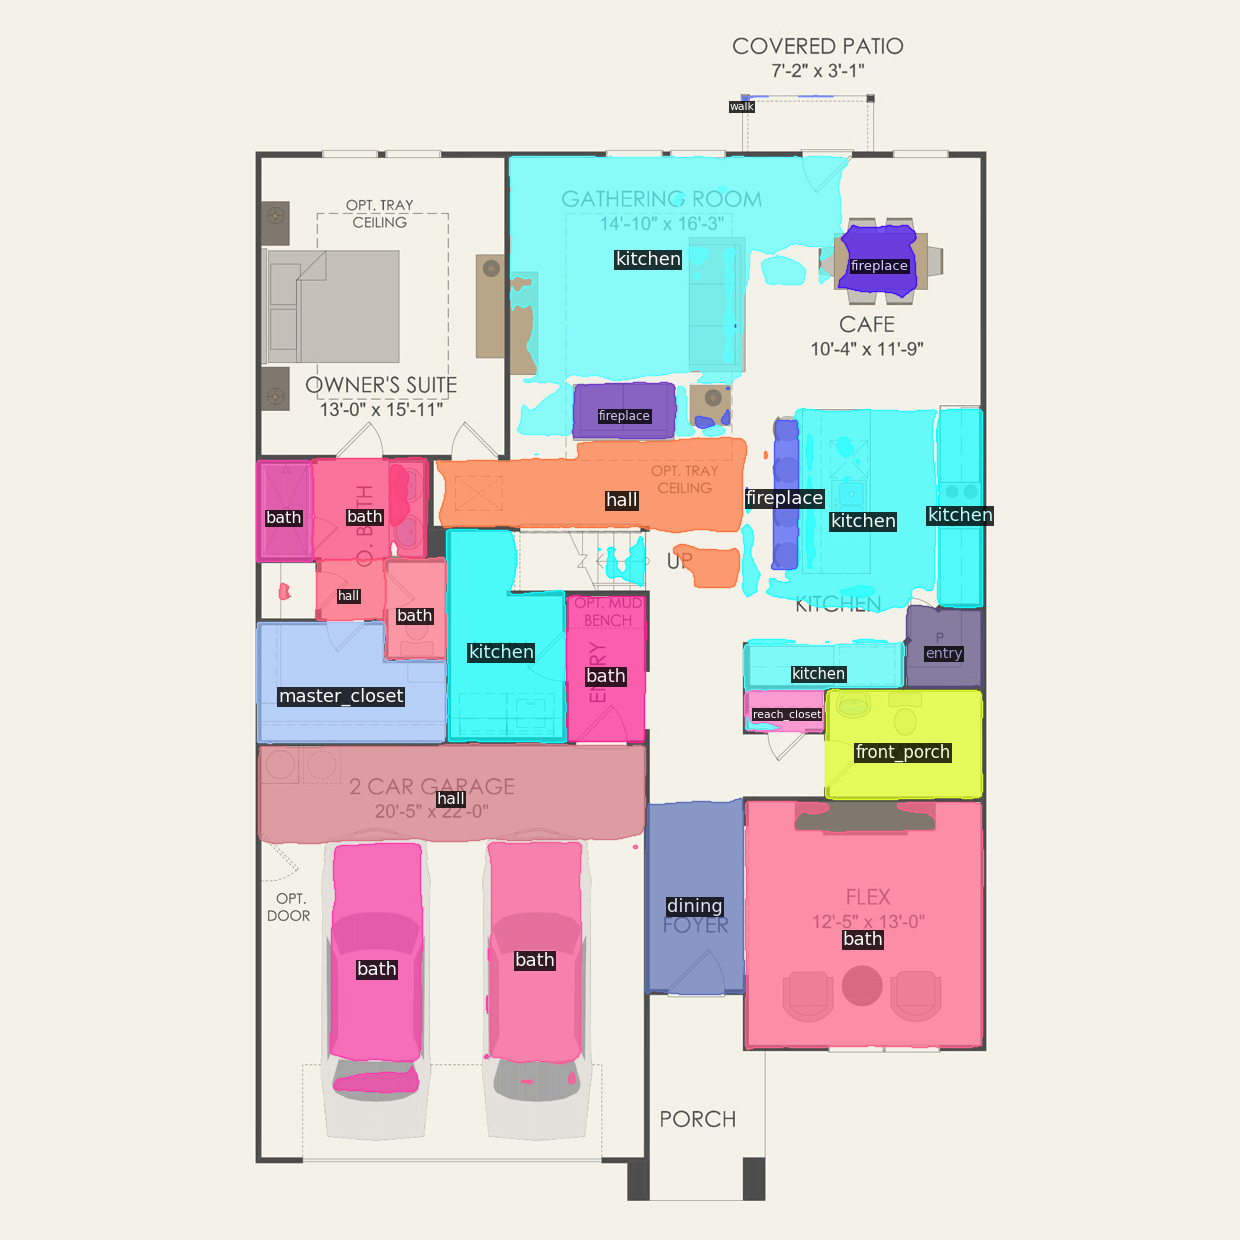 COVERED PATIO
7'-2" x 3'-1"
walk
OPT. TRAY
CEILING
GATHERING ROOM
14'-10" x 16'-3"
kitchen
fireplace
CAFE
10'-4" x 11'-9"
OWNER'S SUITE
13'-0" x 15'-11"
fireplace
OPT. TRAY
CEILING
hall
fireplace
kitchen
kitchen
bath
bath
O. BATH
UP
hall
bath
KITCHEN
OPT. MUD
BENCH
ENTRY
bath
kitchen
P
entry
kitchen
master_closet
reach_closet
front_porch
2 CAR GARAGE
20'-5" x 22'-0"
hall
OPT.
DOOR
dining
FOYER
FLEX
12'-5" x 13'-0"
bath
bath
bath
PORCH